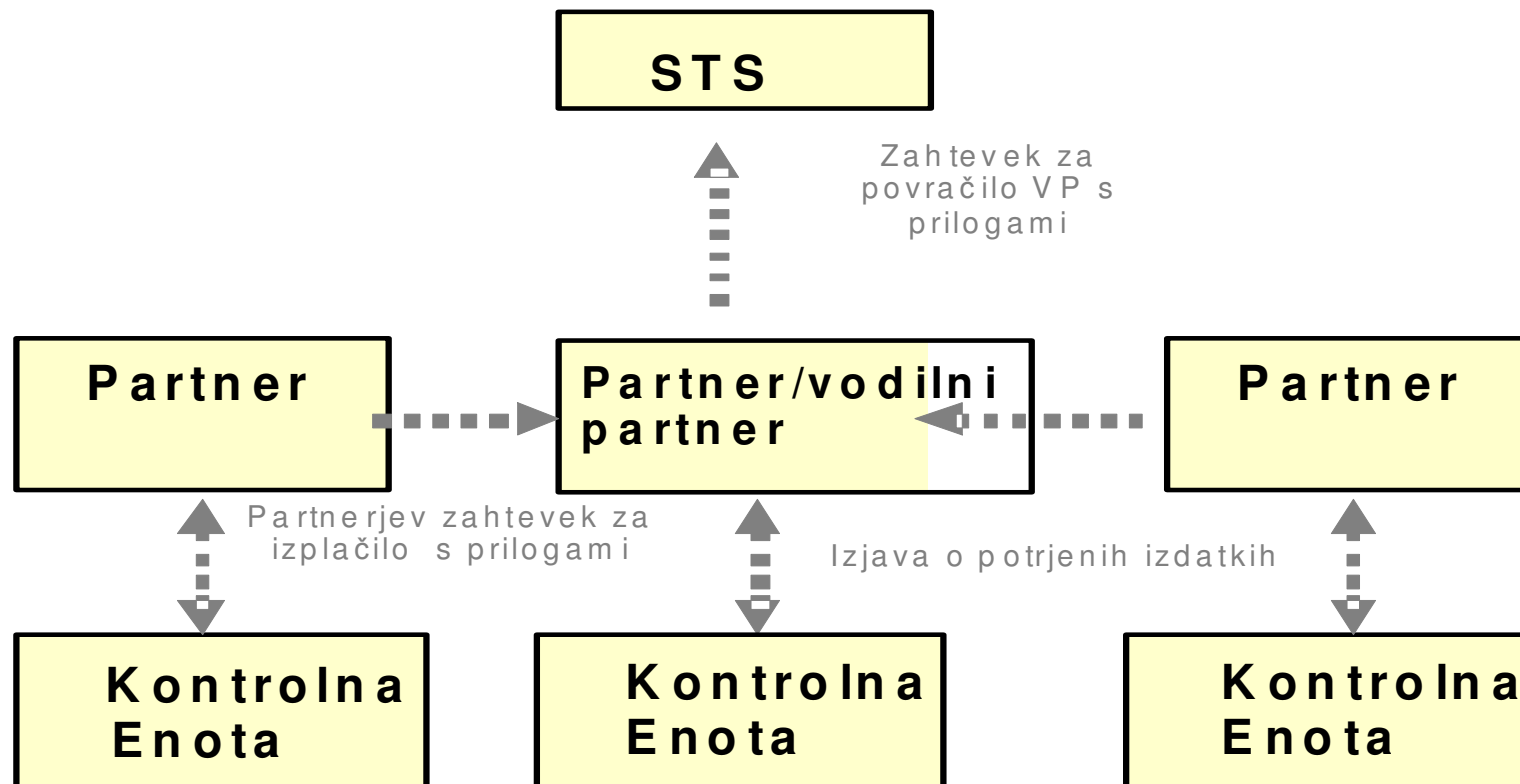 STS
Zahtevek za
povračilo VP s
prilogami
Partner
Partner/vodilni
partner
Partner
Partnerjev zahtevek za
izplačilo s prilogami
Izjava o potrjenih izdatkih
Kontrolna
Enota
Kontrolna
Enota
Kontrolna
Enota